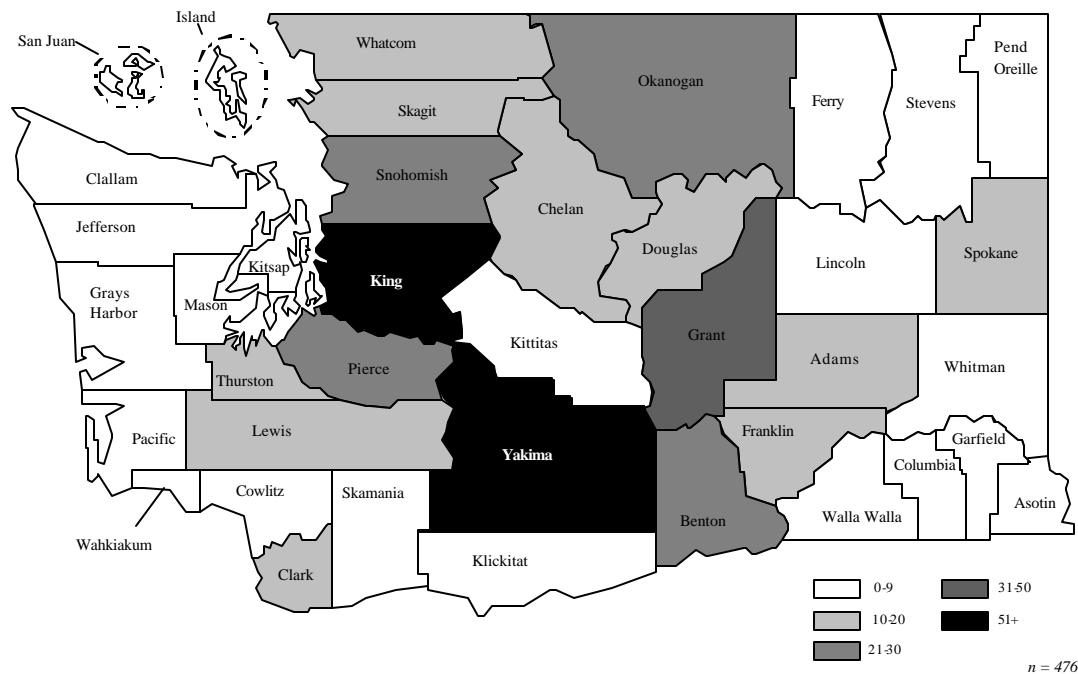 Island
San Juan
Whatcom
Okanogan
Pend
Oreille
Ferry
Stevens
Skagit
Clallam
Snohomish
Chelan
Jefferson
Douglas
Spokane
Kitsap
Lincoln
King
Grays
Harbor
Mason
Grant
Kittitas
Adams
Pierce
Whitman
Thurston
Lewis
Pacific
Franklin
Garfield
Yakima
Columbia
Cowlitz
Skamania
Asotin
Walla Walla
Benton
Wahkiakum
Klickitat
Clark
0-9
31-50
10-20
51+
21-30
n = 476